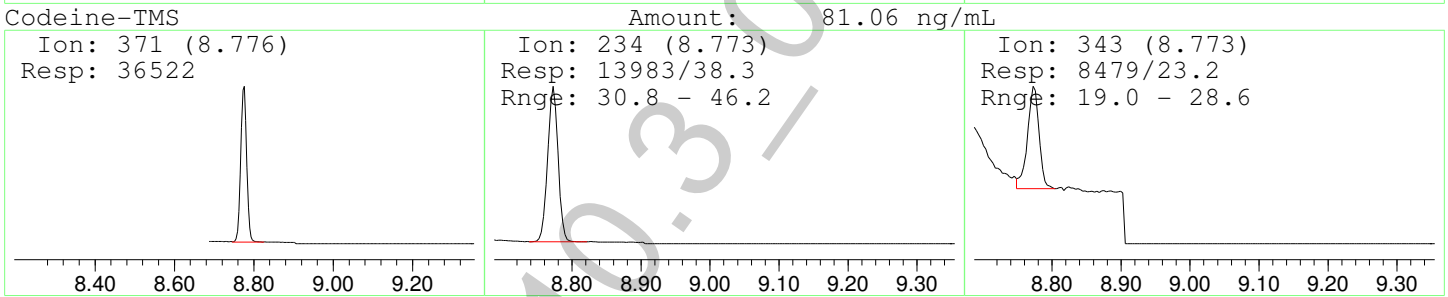 Codeine-TMS Amount: 81.06 ng/mL
Ion: 371 (8.776) Ion: 234 (8.773) Ion: 343 (8.773)
Resp: 36522 Resp: 13983/38.3 Resp: 8479/23.2
Rnge: 30.8 - 46.2 Rnge: 19.0 - 28.6
8.40 8.60 8.80 9.00 9.20 8.80 8.90 9.00 9.10 9.20 9.30 8.80 8.90 9.00 9.10 9.20 9.30